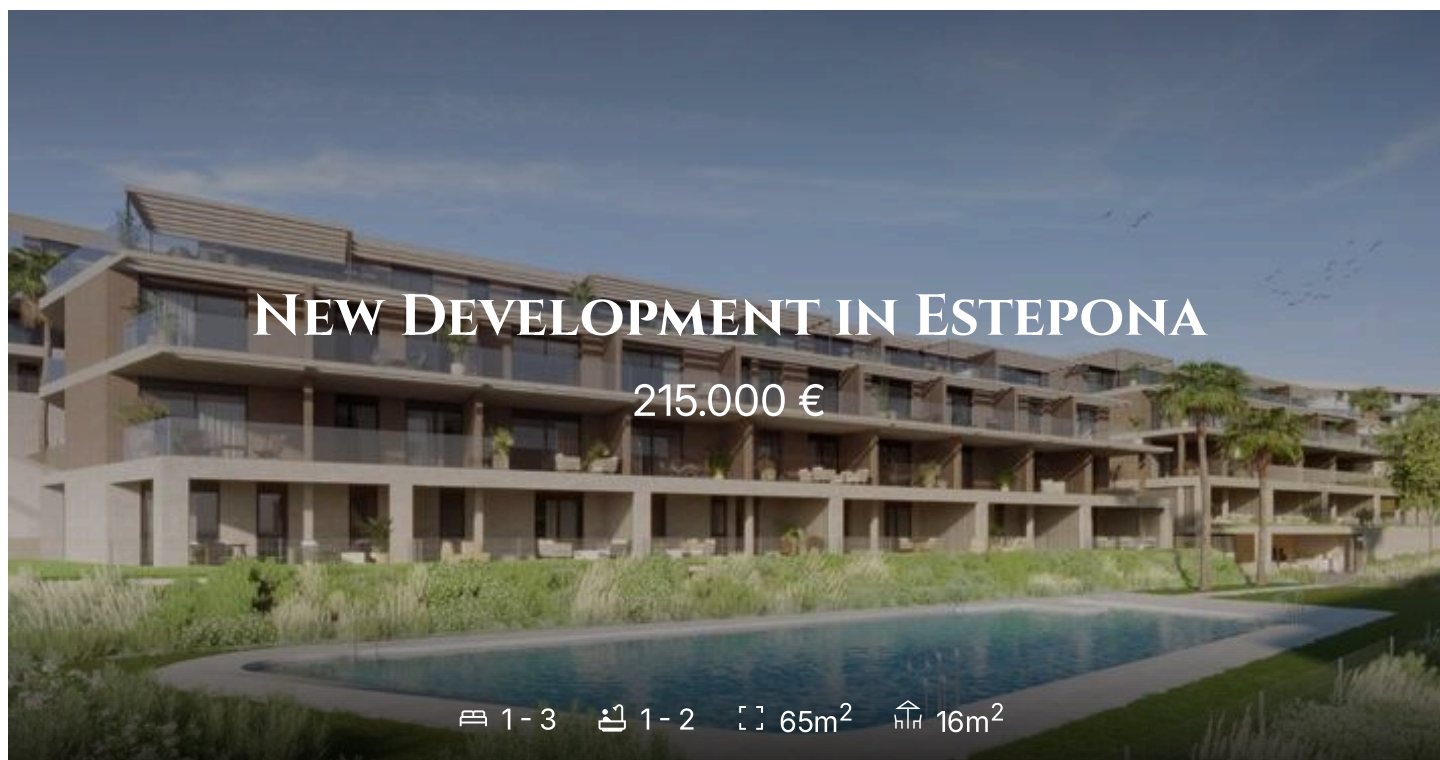 New Development in Estepona
215.000 €
1 - 3 1 - 2 65m² 16m²